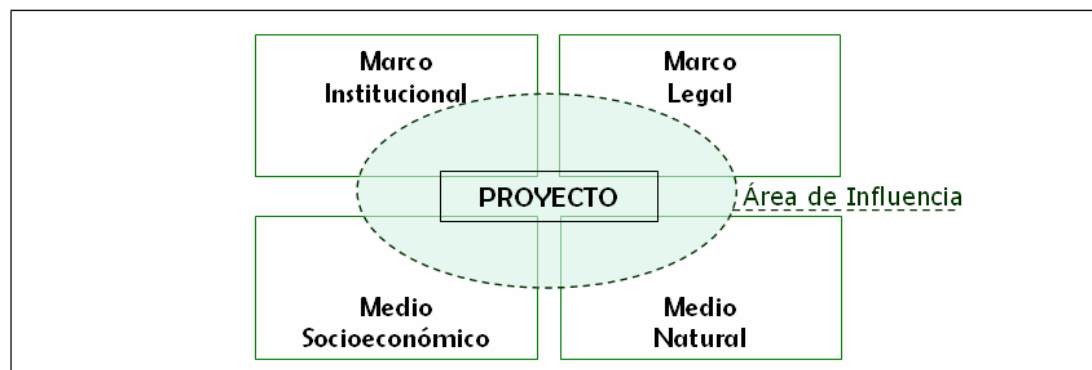 Marco
Institucional
Marco
Legal
PROYECTO
Área de Influencia
Medio
Socioeconómico
Medio
Natural